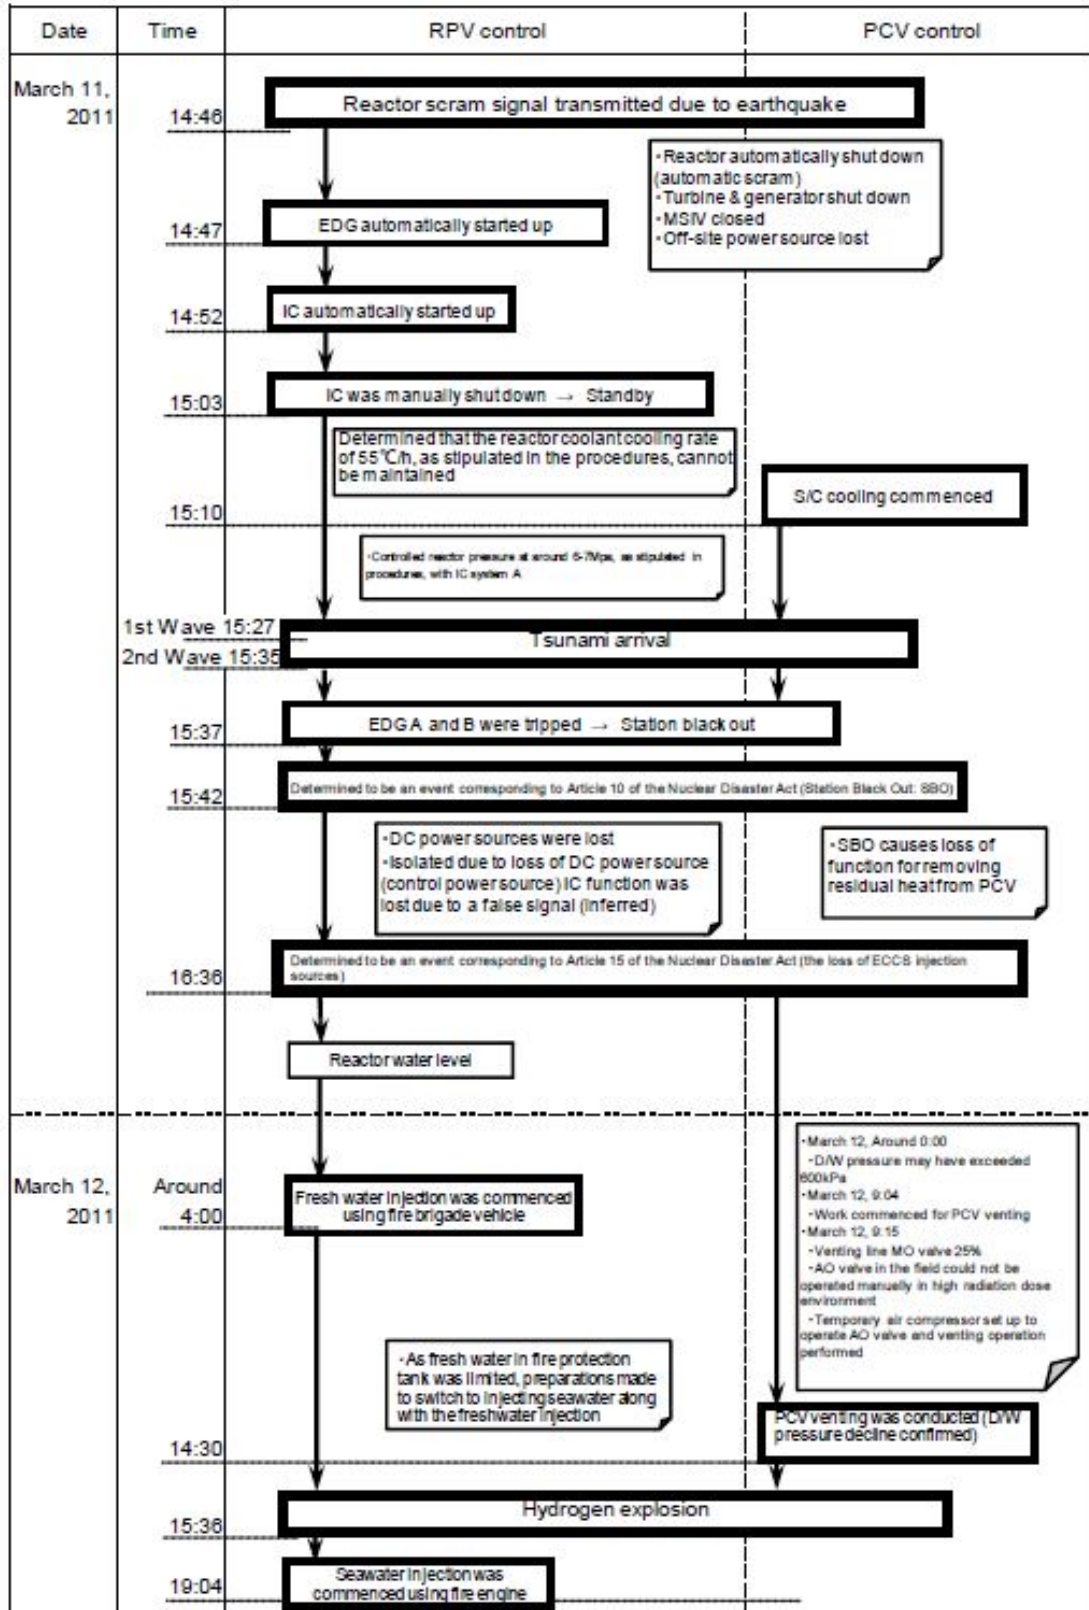 Date Time RPV control PCV control
March 11,
2011
14:46
Reactor scram signal transmitted due to earthquake
・Reactor automatically shut down
(automatic scram)
・Turbine & generator shut down
・MSIV closed
・Off-site power source lost
14:47
EDG automatically started up
14:52
IC automatically started up
15:03
IC was manually shut down → Standby
Determined that the reactor coolant cooling rate
of 55℃/h, as stipulated in the procedures, cannot
be maintained
S/C cooling commenced
15:10
・Controlled reactor pressure at around 6-7Mps, as stipulated in
procedures, with IC system A
1st Wave 15:27
2nd Wave 15:35
Tsunami arrival
15:37
EDG A and B were tripped → Station black out
15:42
Determined to be an event corresponding to Article 10 of the Nuclear Disaster Act (Station Black Out: SBO)
・DC power sources were lost
・Isolated due to loss of DC power source
(control power source) IC function was
lost due to a false signal (inferred)
・SBO causes loss of
function for removing
residual heat from PCV
16:36
Determined to be an event corresponding to Article 15 of the Nuclear Disaster Act (the loss of ECCS injection
sources)
Reactor water level
March 12,
2011
Around
4:00
Fresh water injection was commenced
using fire brigade vehicle
・March 12, Around 0:00
・D/W pressure may have exceeded
600kPa
・March 12, 9:04
・Work commenced for PCV venting
・March 12, 9:15
・Venting line MO valve 25%
・AO valve in the field could not be
operated manually in high radiation dose
environment
・Temporary air compressor set up to
operate AO valve and venting operation
performed
・As fresh water in fire protection
tank was limited, preparations made
to switch to injecting seawater along
with the freshwater injection
14:30
PCV venting was conducted (D/W
pressure decline confirmed)
15:36
Hydrogen explosion
19:04
Seawater injection was
commenced using fire engine